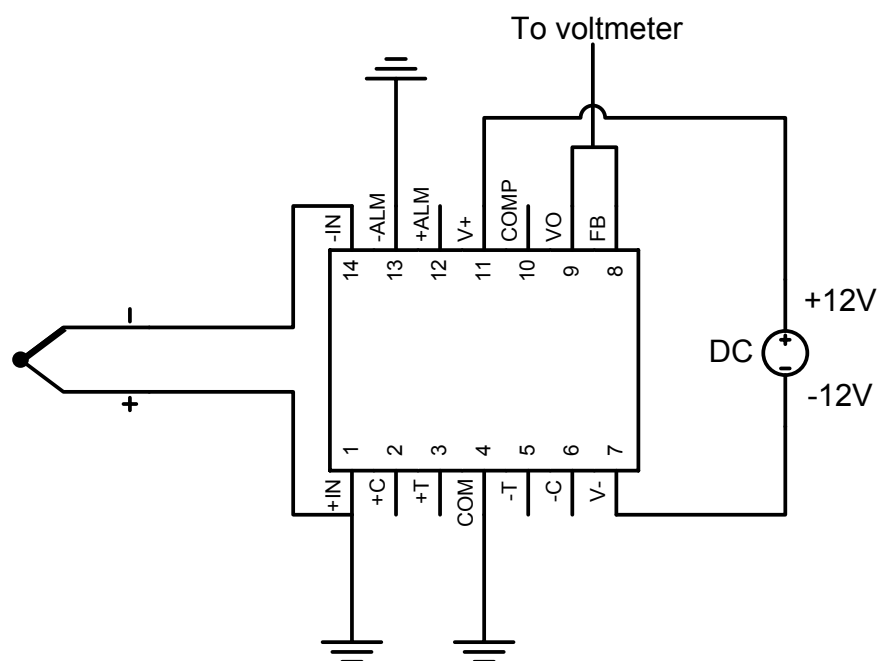 To voltmeter
-IN
-ALM
+ALM
V+
COMP
VO
FB
14
13
12
11
10
9
8
-
+
DC
+
-
+12V
-12V
1
2
3
4
5
6
7
+IN
+C
+T
COM
-T
-C
V-